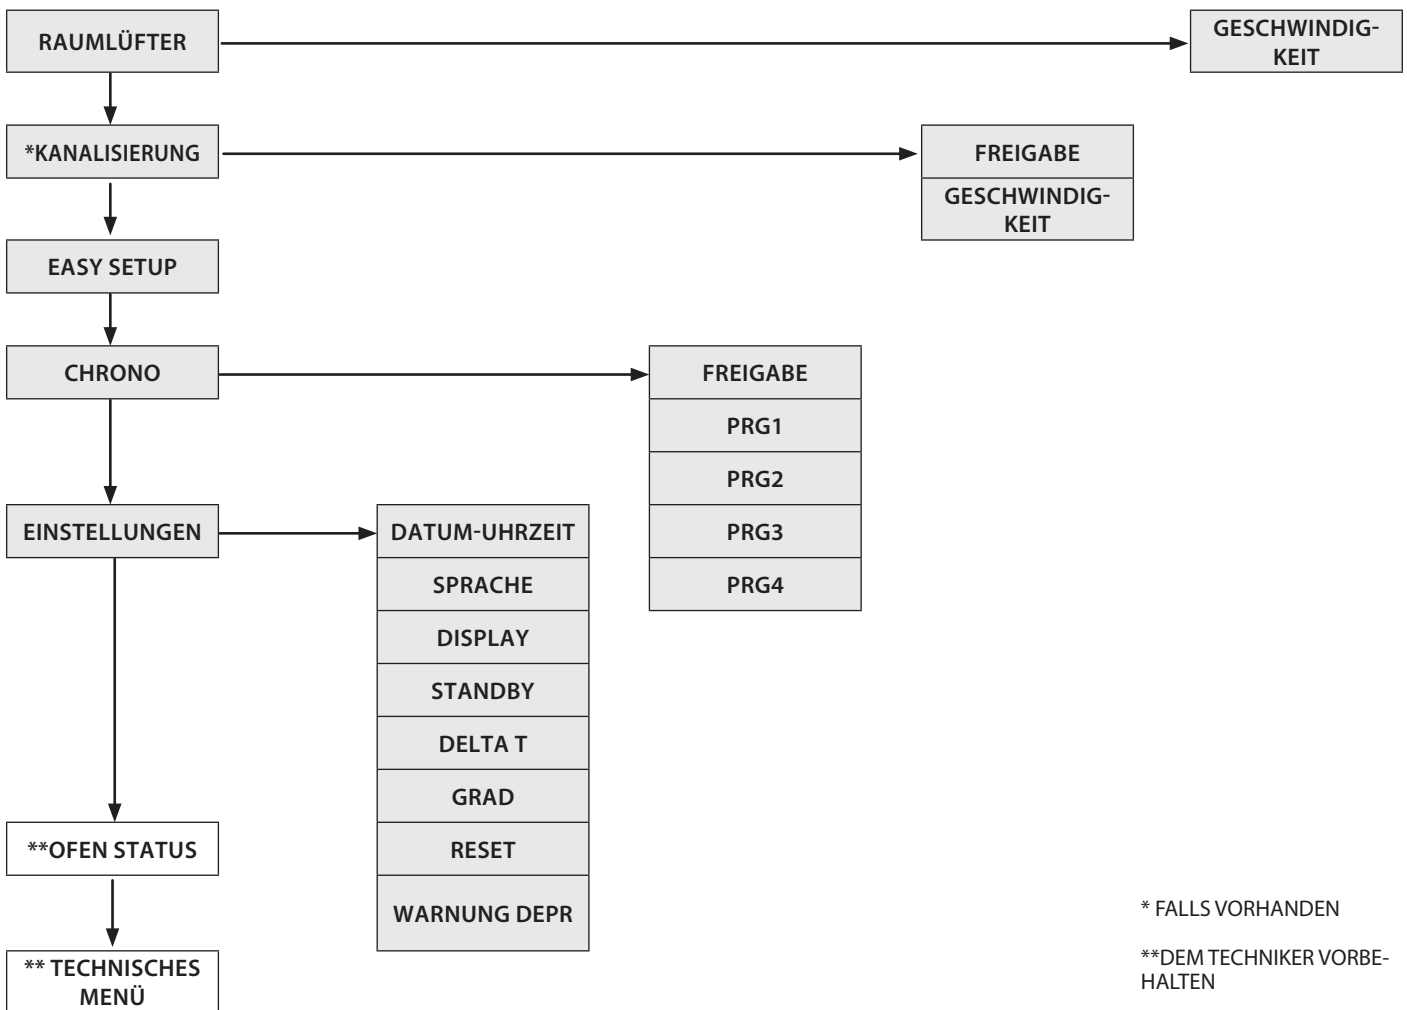 RAUMLÜFTER
GESCHWINDIG-
KEIT
*KANALISIERUNG
FREIGABE
GESCHWINDIG-
KEIT
EASY SETUP
CHRONO
FREIGABE
PRG1
PRG2
PRG3
PRG4
EINSTELLUNGEN
DATUM-UHRZEIT
SPRACHE
DISPLAY
STANDBY
DELTA T
GRAD
RESET
WARNUNG DEPR
**OFEN STATUS
** TECHNISCHES
MENÜ
* FALLS VORHANDEN
**DEM TECHNIKER VORBE-
HALTEN